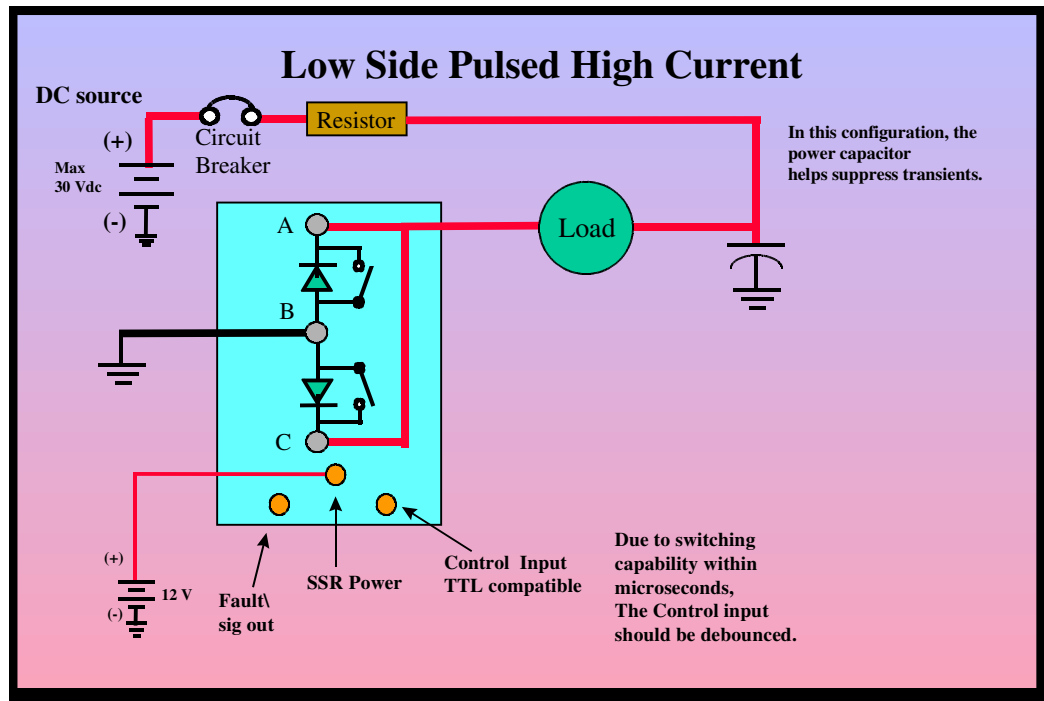 Low Side Pulsed High Current
DC source
(+)
Max
30 Vdc
(-)
Circuit
Breaker
Resistor
In this configuration, the
power capacitor
helps suppress transients.
Load
A
B
C
(+)
12 V
(-)
Fault\
sig out
SSR Power
Control Input
TTL compatible
Due to switching
capability within
microseconds,
The Control input
should be debounced.